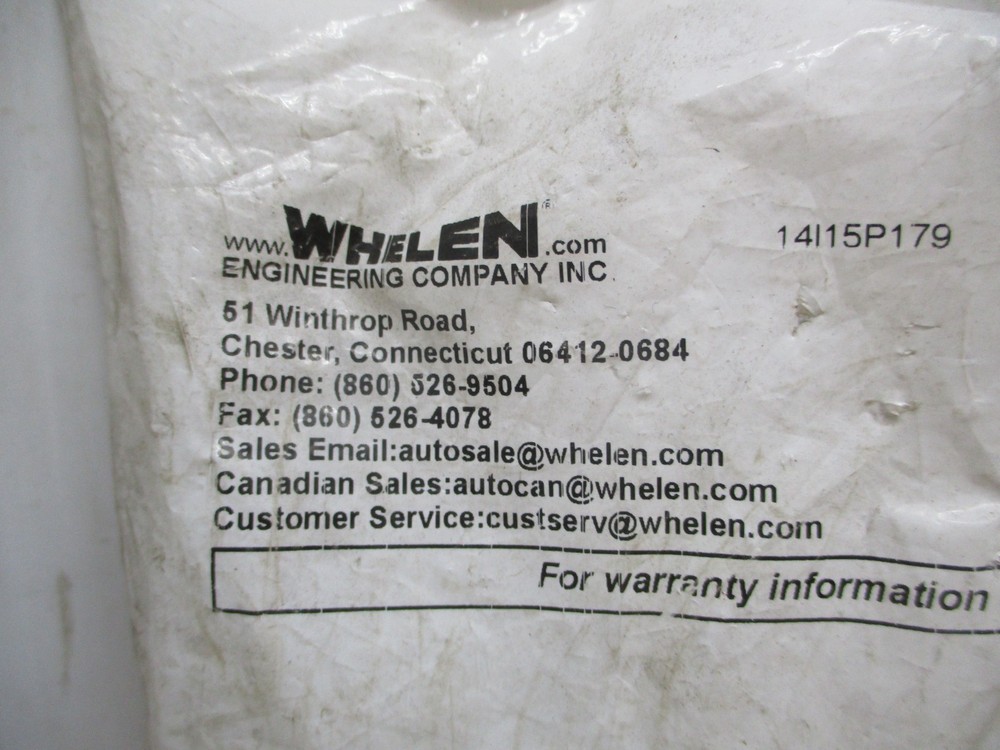 www.WHELEN®.com
14I15P179
ENGINEERING COMPANY INC.
51 Winthrop Road,
Chester, Connecticut 06412-0684
Phone: (860) 526-9504
Fax: (860) 526-4078
Sales Email:autosale@whelen.com
Canadian Sales:autocan@whelen.com
Customer Service:custserv@whelen.com
For warranty information